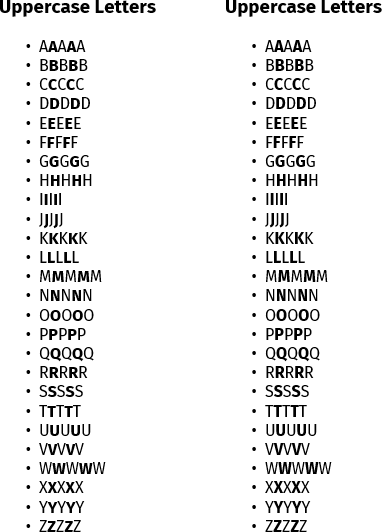 Uppercase Letters
• AAAAA
• BBBBB
• CCCCC
• DDDDD
• EEEEE
• FFFFF
• GGGGG
• HHHHH
• IIIII
• JJJJJ
• KKKKK
• LLLLL
• MMMMM
• NNNNN
• OOOOO
• PPPPP
• QQQQQ
• RRRRR
• SSSSS
• TTTTT
• UUUUU
• VVVVV
• WWWWW
• XXXXX
• YYYYY
• ZZZZZ
Uppercase Letters
• AAAAA
• BBBBB
• CCCCC
• DDDDD
• EEEEE
• FFFFF
• GGGGG
• HHHHH
• IIIII
• JJJJJ
• KKKKK
• LLLLL
• MMMMM
• NNNNN
• OOOOO
• PPPPP
• QQQQQ
• RRRRR
• SSSSS
• TTTTT
• UUUUU
• VVVVV
• WWWWW
• XXXXX
• YYYYY
• ZZZZZ